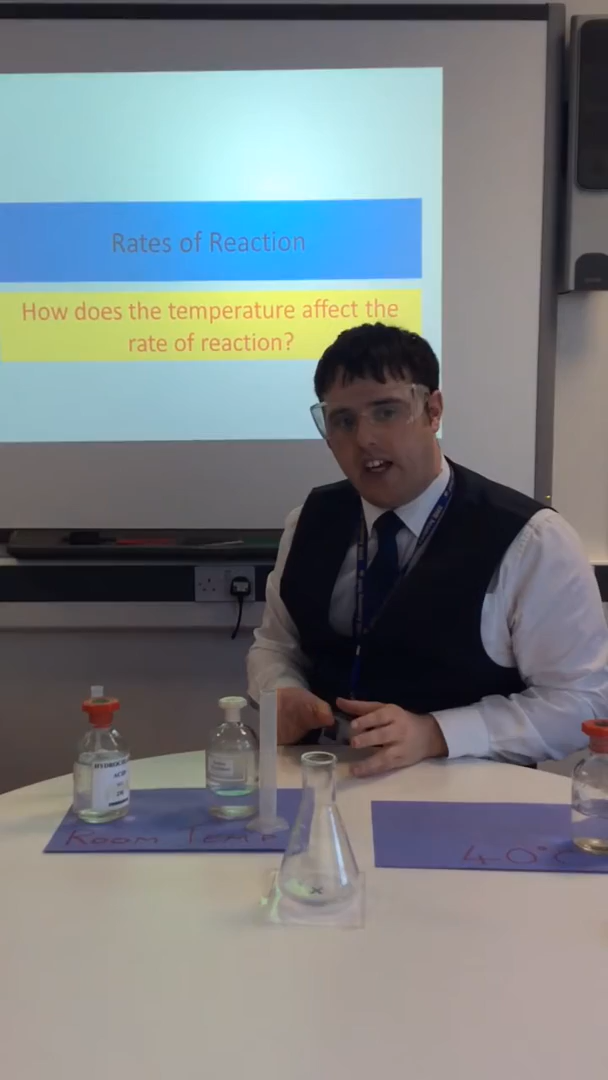 Rates of Reaction
How does the temperature affect the
rate of reaction?
ACID
ROOM TEMP
40°C
X